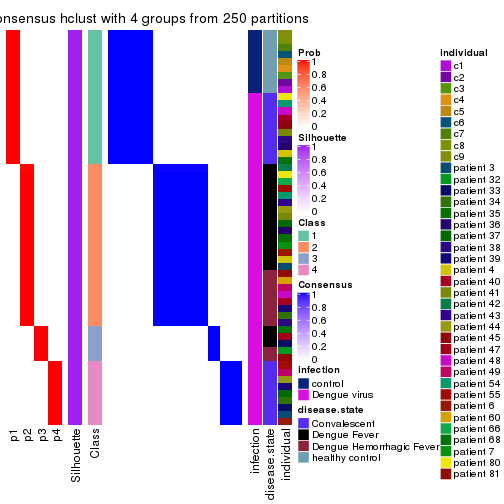 onsensus hclust with 4 groups from 250 partitions
p1
p2
p3
p4
Silhouette
Class
infection
disease.state
individual
Prob
1
0.8
0.6
0.4
0.2
0
Silhouette
1
0.8
0.6
0.4
0.2
0
Class
1
2
3
4
Consensus
1
0.8
0.6
0.4
0.2
0
infection
control
Dengue virus
disease.state
Convalescent
Dengue Fever
Dengue Hemorrhagic Fever
healthy control
individual
c1
c2
c3
c4
c5
c6
c7
c8
c9
patient 3
patient 32
patient 33
patient 34
patient 35
patient 36
patient 37
patient 38
patient 39
patient 4
patient 40
patient 41
patient 42
patient 43
patient 44
patient 45
patient 47
patient 48
patient 49
patient 54
patient 55
patient 6
patient 60
patient 66
patient 68
patient 7
patient 80
patient 81